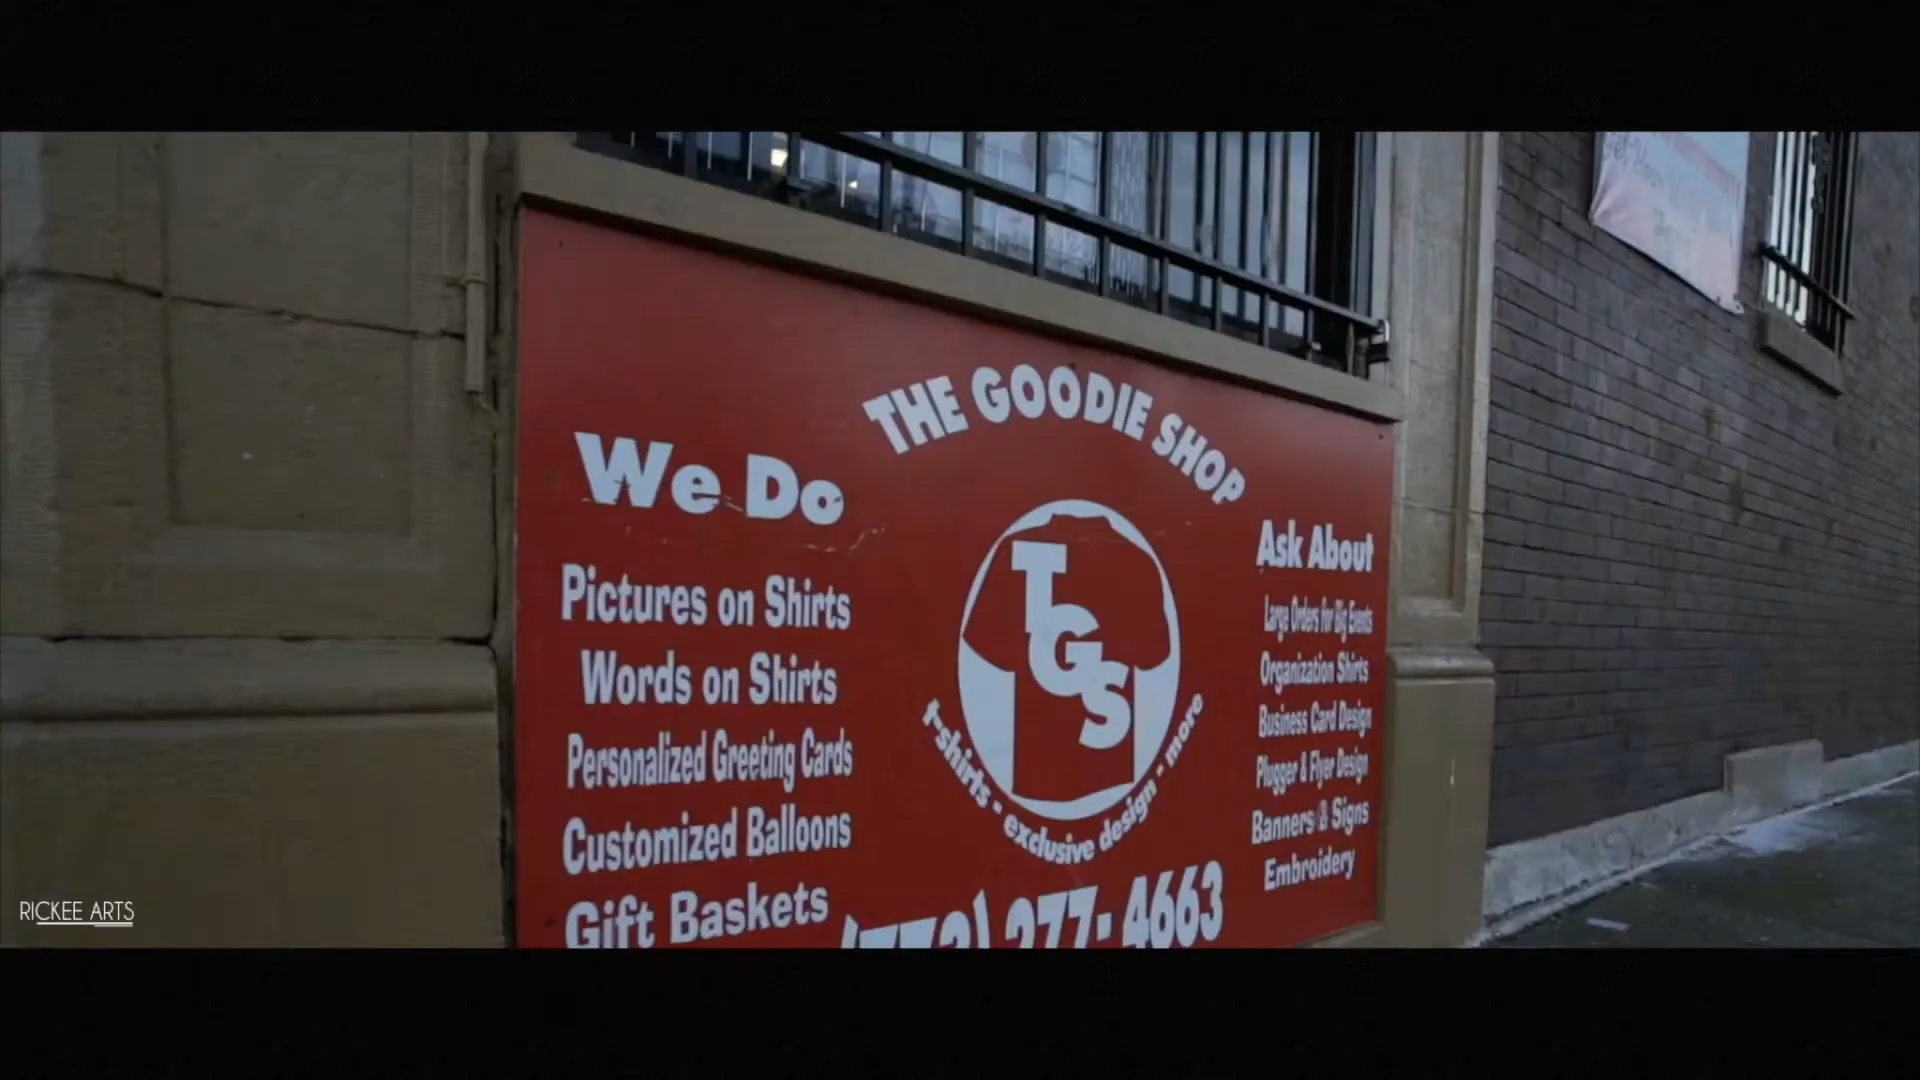 THE GOODIE SHOP
We Do
Pictures on Shirts
Words on Shirts
Personalized Greeting Cards
Customized Balloons
Gift Baskets
TGS
t-shirts - exclusive design - more
(773) 277-4663
Ask About
Large Orders for Big Events
Organization Shirts
Business Card Design
Plugger & Flyer Design
Banners & Signs
Embroidery
RICKEE ARTS